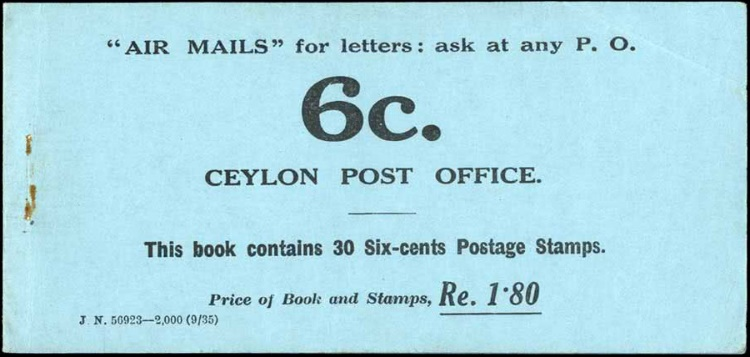 “AIR MAILS” for letters: ask at any P. O.
6c.
CEYLON POST OFFICE.
This book contains 30 Six-cents Postage Stamps.
Price of Book and Stamps, Re. 1·80
J N. 56923—2,000 (9/35)